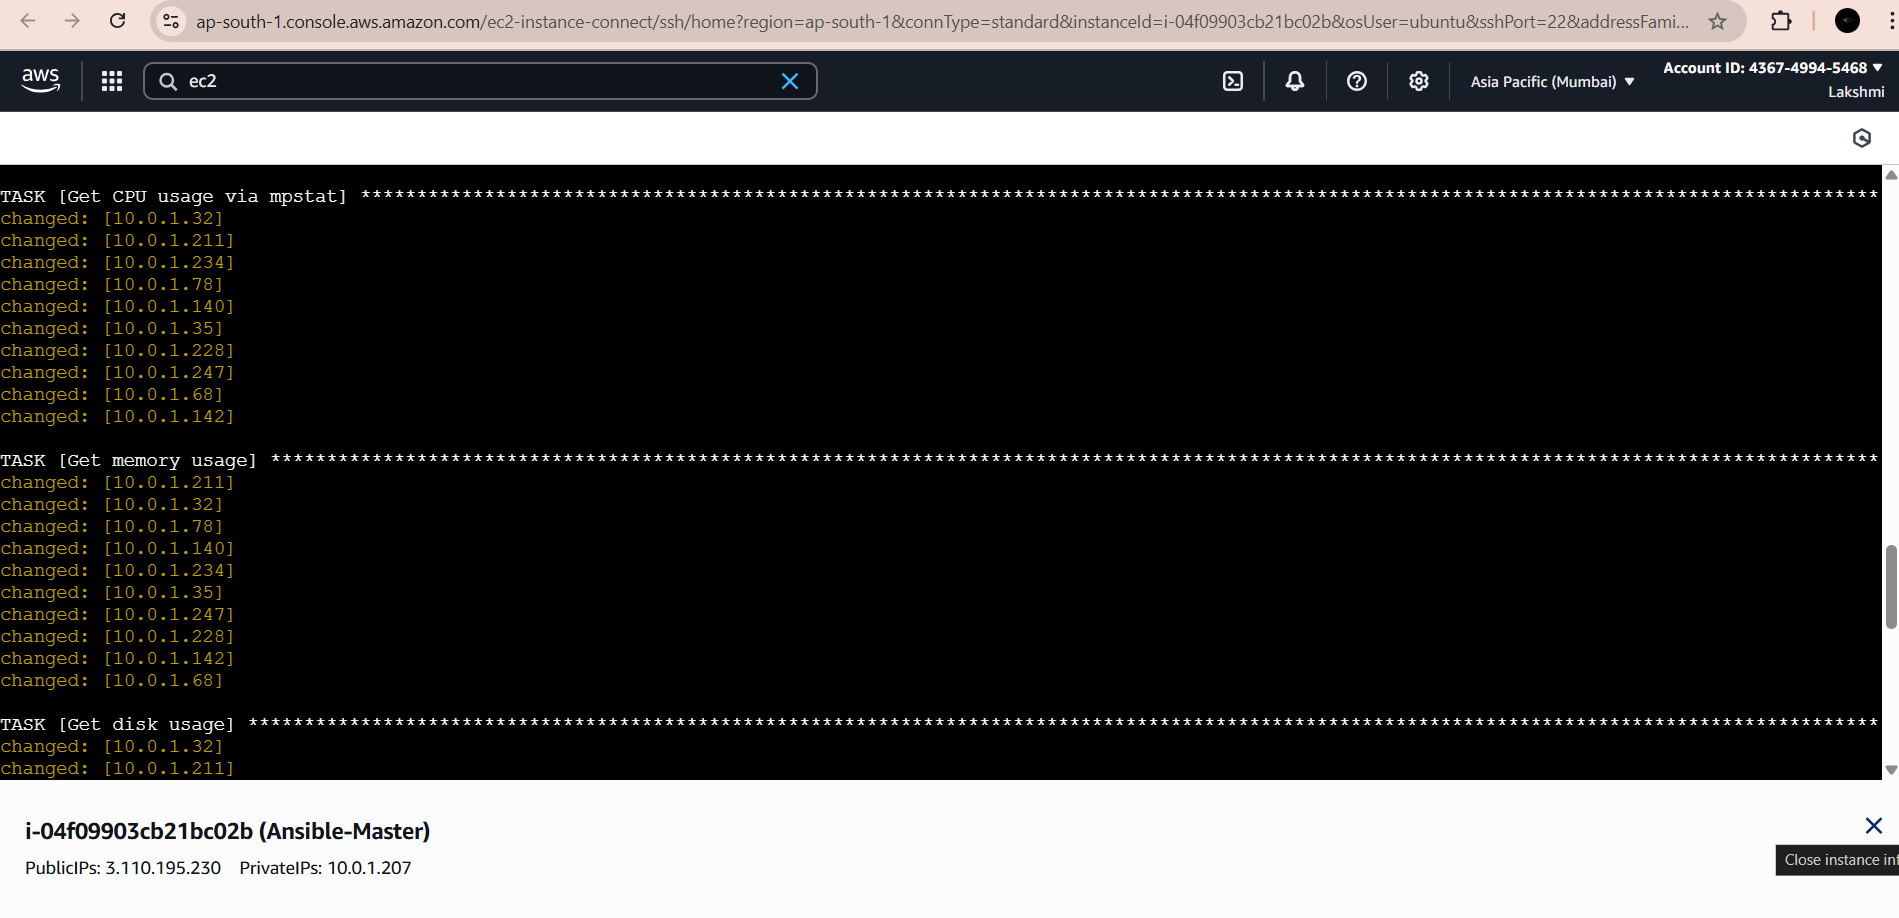 ap-south-1.console.aws.amazon.com/ec2-instance-connect/ssh/home?region=ap-south-1&connType=standard&instanceId=i-04f09903cb21bc02b&osUser=ubuntu&sshPort=22&addressFami...
aws
ec2
Asia Pacific (Mumbai)
Account ID: 4367-4994-5468
Lakshmi
TASK [Get CPU usage via mpstat] ***************************************************************************************************************************************
changed: [10.0.1.32]
changed: [10.0.1.211]
changed: [10.0.1.234]
changed: [10.0.1.78]
changed: [10.0.1.140]
changed: [10.0.1.35]
changed: [10.0.1.228]
changed: [10.0.1.247]
changed: [10.0.1.68]
changed: [10.0.1.142]
TASK [Get memory usage] ***********************************************************************************************************************************************
changed: [10.0.1.211]
changed: [10.0.1.32]
changed: [10.0.1.78]
changed: [10.0.1.140]
changed: [10.0.1.234]
changed: [10.0.1.35]
changed: [10.0.1.247]
changed: [10.0.1.228]
changed: [10.0.1.142]
changed: [10.0.1.68]
TASK [Get disk usage] *************************************************************************************************************************************************
changed: [10.0.1.32]
changed: [10.0.1.211]
i-04f09903cb21bc02b (Ansible-Master)
PublicIPs: 3.110.195.230 PrivateIPs: 10.0.1.207
Close instance inf